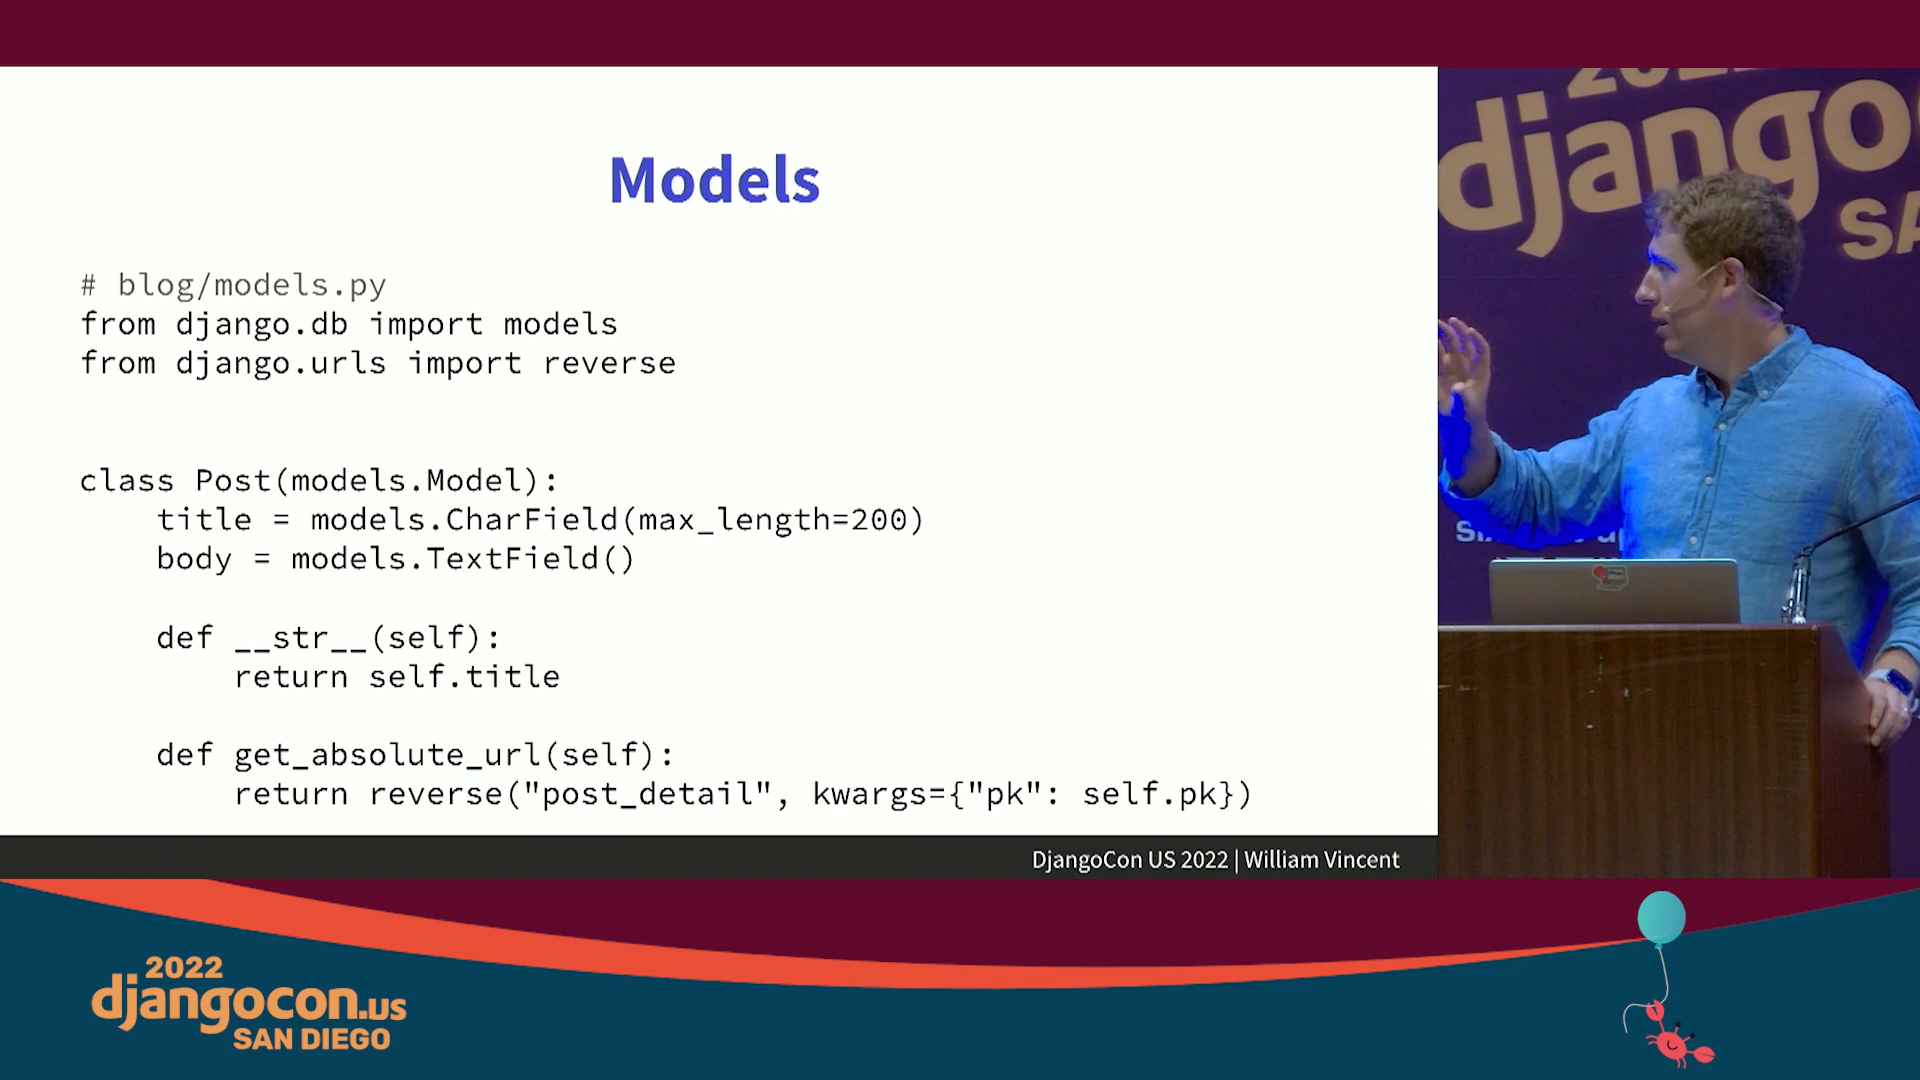 Models
# blog/models.py
from django.db import models
from django.urls import reverse
class Post(models.Model):
    title = models.CharField(max_length=200)
    body = models.TextField()
    def __str__(self):
        return self.title
    def get_absolute_url(self):
        return reverse("post_detail", kwargs={"pk": self.pk})
DjangoCon US 2022 | William Vincent
django
SA
2022
djangocon.us
SAN DIEGO